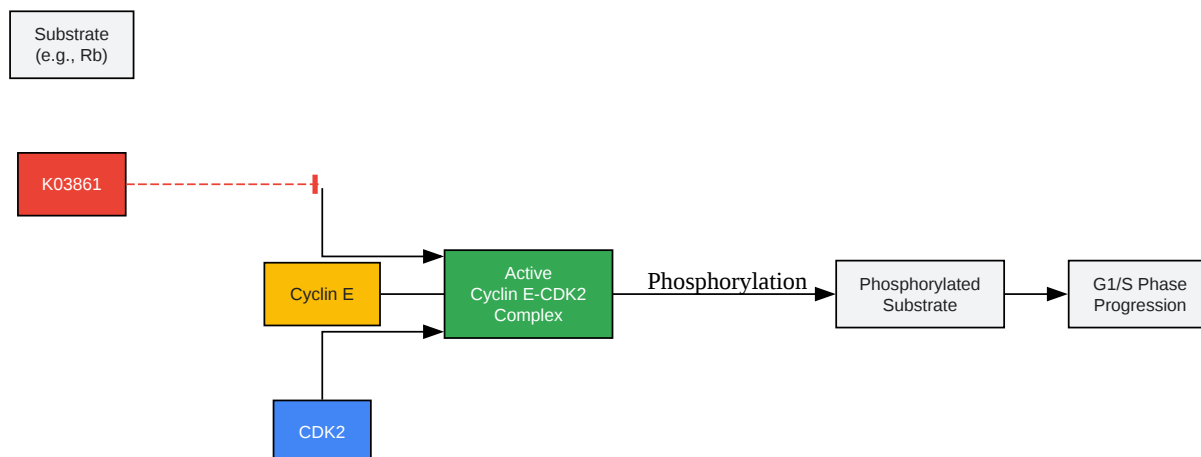 Substrate
(e.g., Rb)
K03861
Cyclin E
Active
Cyclin E-CDK2
Complex
Phosphorylation
Phosphorylated
Substrate
G1/S Phase
Progression
CDK2